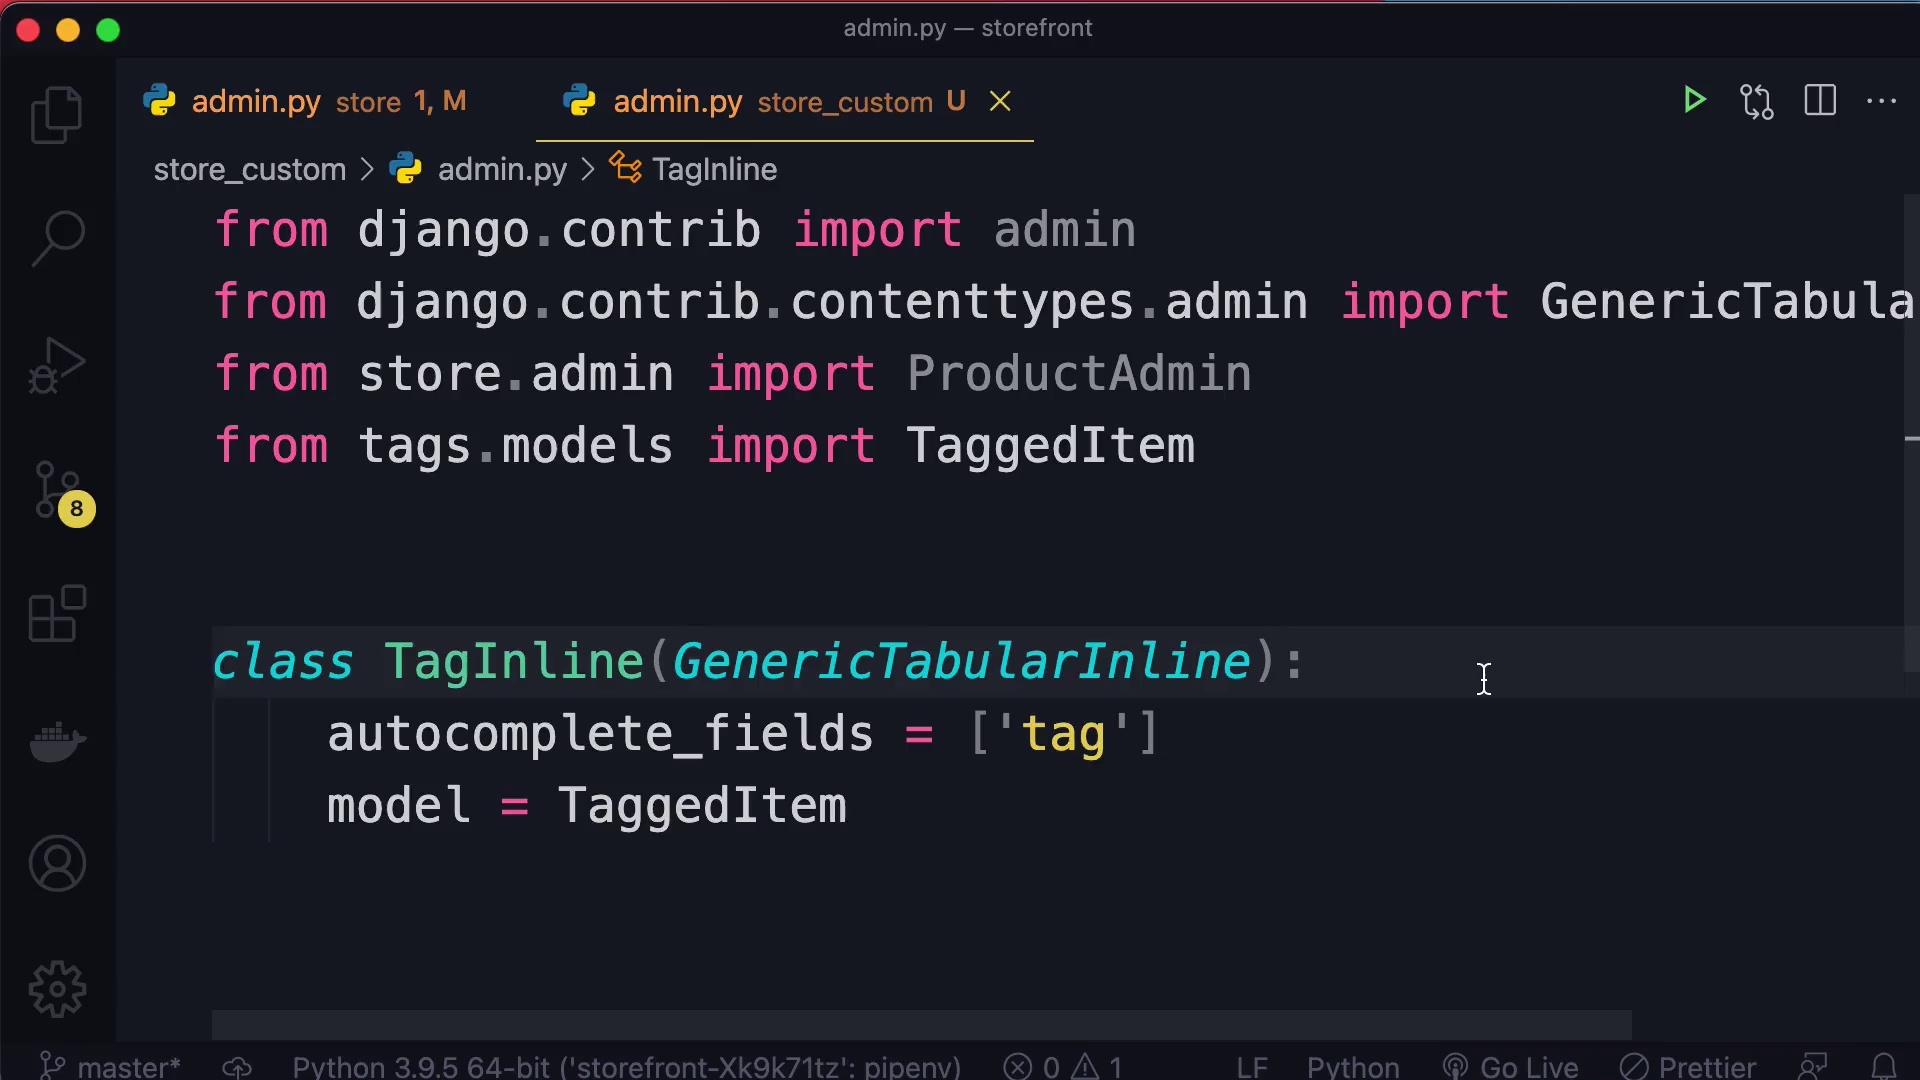 admin.py — storefront
admin.py store 1, M admin.py store_custom U
store_custom > admin.py > TagInline
from django.contrib import admin
from django.contrib.contenttypes.admin import GenericTabula
from store.admin import ProductAdmin
from tags.models import TaggedItem
class TagInline(GenericTabularInline):
autocomplete_fields = ['tag']
model = TaggedItem
8
master* Python 3.9.5 64-bit ('storefront-Xk9k71tz': pipenv) 0 1 LF Python Go Live Prettier